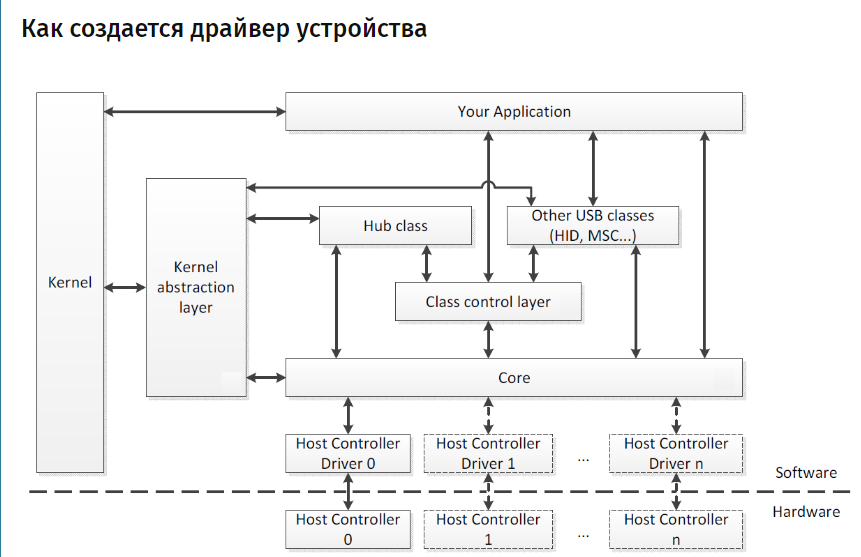 Как создается драйвер устройства
Your Application
Kernel
Kernel
abstraction
layer
Hub class
Other USB classes
(HID, MSC...)
Class control layer
Core
Host Controller
Driver 0
Host Controller
Driver 1
...
Host Controller
Driver n
Software
Hardware
Host Controller
0
Host Controller
1
...
Host Controller
n